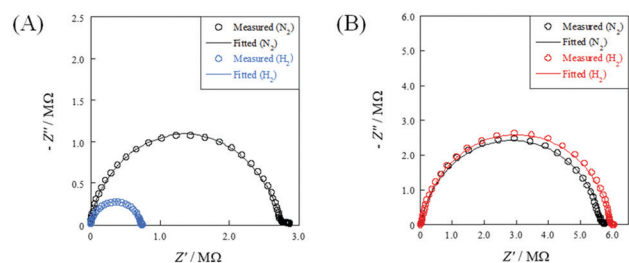 (A)
2.5
2.0
1.5
1.0
0.5
0
- Z'' / MΩ
0
1.0
2.0
3.0
Z' / MΩ
Measured (N₂)
Fitted (N₂)
Measured (H₂)
Fitted (H₂)
(B)
6.0
5.0
4.0
3.0
2.0
1.0
0
- Z'' / MΩ
0
1.0
2.0
3.0
4.0
5.0
6.0
Z' / MΩ
Measured (N₂)
Fitted (N₂)
Measured (H₂)
Fitted (H₂)